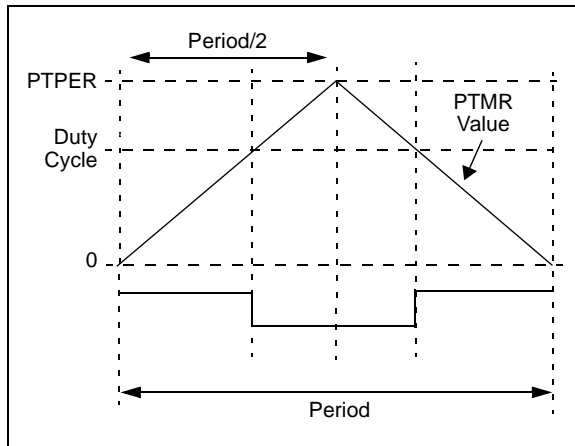 Period/2
PTPER
PTMR
Value
Duty
Cycle
0
Period